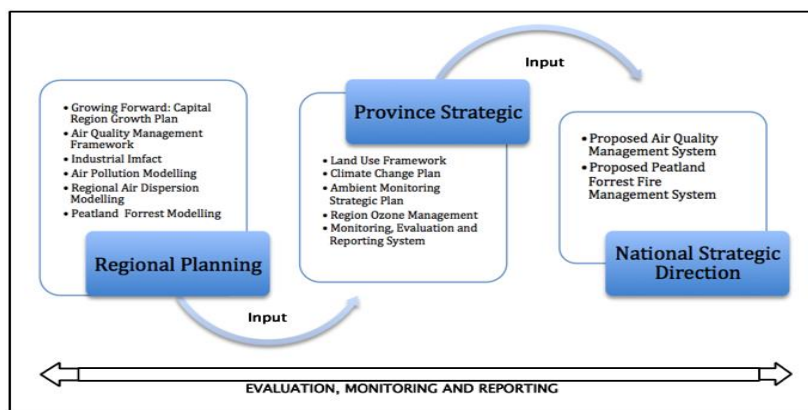 • Growing Forward: Capital
Region Growth Plan
• Air Quality Management
Framework
• Industrial Imfact
• Air Pollution Modelling
• Regional Air Dispersion
Modelling
• Peatland Forrest Modelling
Regional Planning
Input
Province Strategic
• Land Use Framework
• Climate Change Plan
• Ambient Monitoring
Strategic Plan
• Region Ozone Management
• Monitoring, Evaluation and
Reporting System
Input
• Proposed Air Quality
Management System
• Proposed Peatland
Forrest Fire
Management System
National Strategic
Direction
EVALUATION, MONITORING AND REPORTING